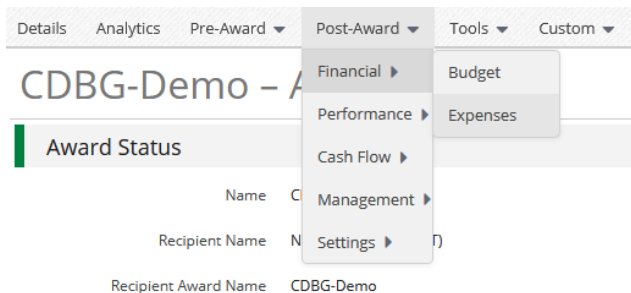 Details Analytics Pre-Award Post-Award Tools Custom
CDBG-Demo –
Financial
Budget
Performance
Expenses
Award Status
Cash Flow
Name
Management
Recipient Name N
Settings
T)
Recipient Award Name CDBG-Demo